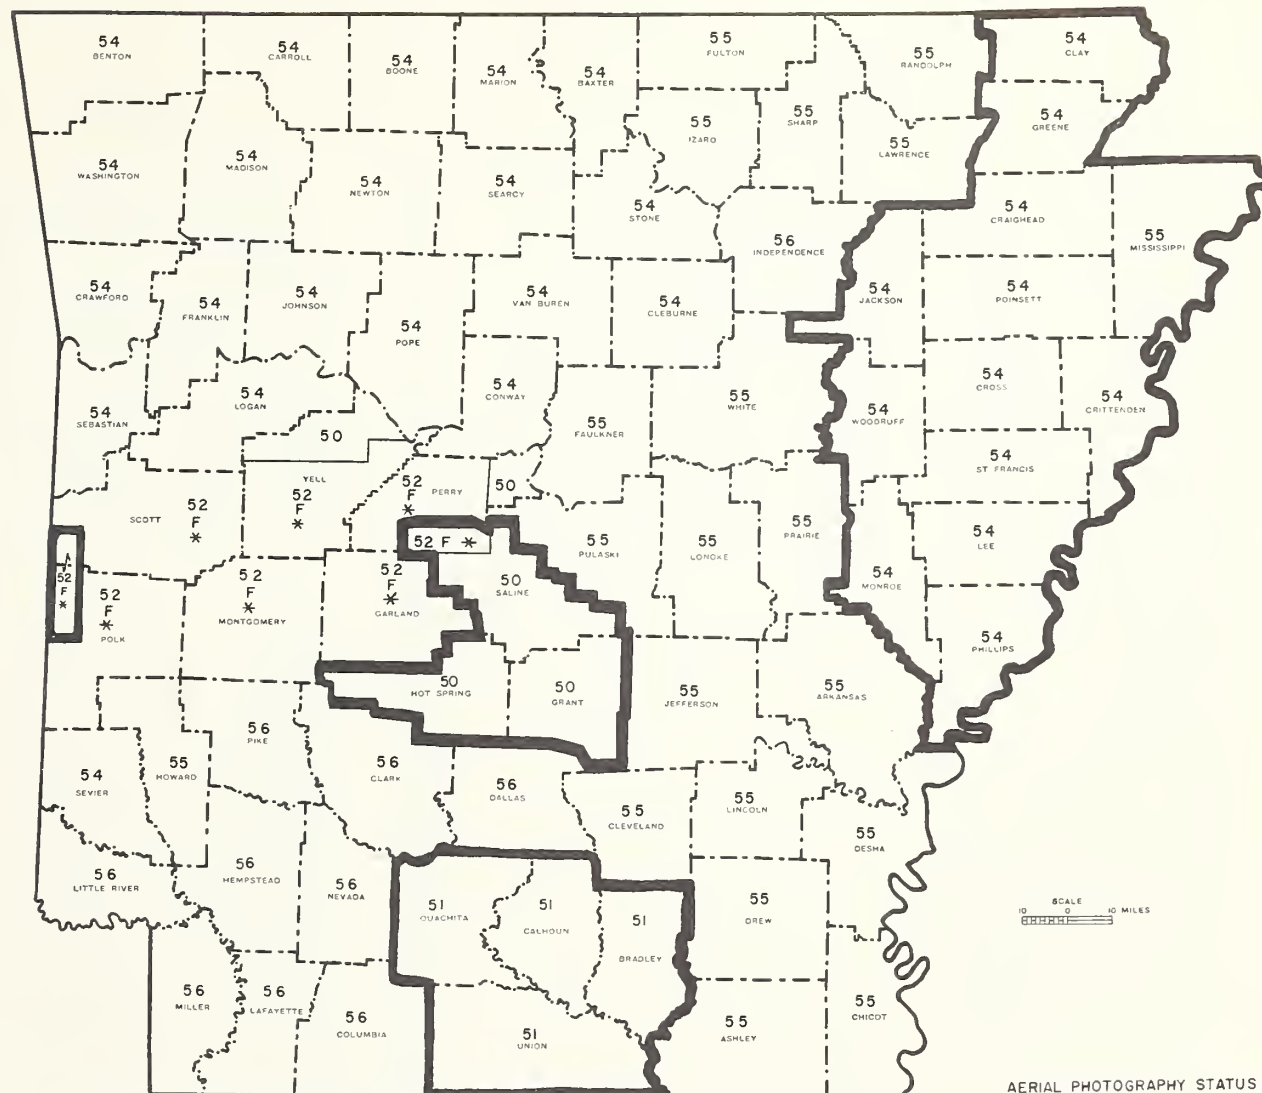 54
BENTON
54
CARROLL
54
BOONE
54
MARION
54
BAXTER
55
FULTON
55
RANDOLPH
54
CLAY
54
WASHINGTON
54
MADISON
54
NEWTON
54
SEARCY
54
STONE
55
IZARD
55
SHARP
55
LAWRENCE
54
GREENE
54
CRAIGHEAD
55
MISSISSIPPI
56
INDEPENDENCE
54
CRAWFORD
54
FRANKLIN
54
JOHNSON
54
POPE
54
VAN BUREN
54
CLEBURNE
54
JACKSON
54
POINSETT
54
SEBASTIAN
54
LOGAN
50
54
CONWAY
55
FAULKNER
55
WHITE
54
WOODRUFF
54
CROSS
54
CRITTENDEN
54
ST FRANCIS
SCOTT
52
F
*
YELL
52
F
*
52
F
*
PERRY
50
52 F *
55
PULASKI
55
LONOKE
55
PRAIRIE
54
MONROE
54
LEE
54
PHILLIPS
52
F
*
52
F
*
POLK
52
F
*
MONTGOMERY
52
F
*
GARLAND
50
SALINE
50
HOT SPRING
50
GRANT
55
JEFFERSON
55
ARKANSAS
54
SEVIER
55
HOWARD
56
PIKE
56
CLARK
56
DALLAS
55
CLEVELAND
55
LINCOLN
55
DESHA
56
LITTLE RIVER
56
HEMPSTEAD
56
NEVADA
51
OUACHITA
51
CALHOUN
51
BRADLEY
55
DREW
SCALE
10 0 10 MILES
56
MILLER
56
LAFAYETTE
56
COLUMBIA
51
UNION
55
ASHLEY
55
CHICOT
AERIAL PHOTOGRAPHY STATUS